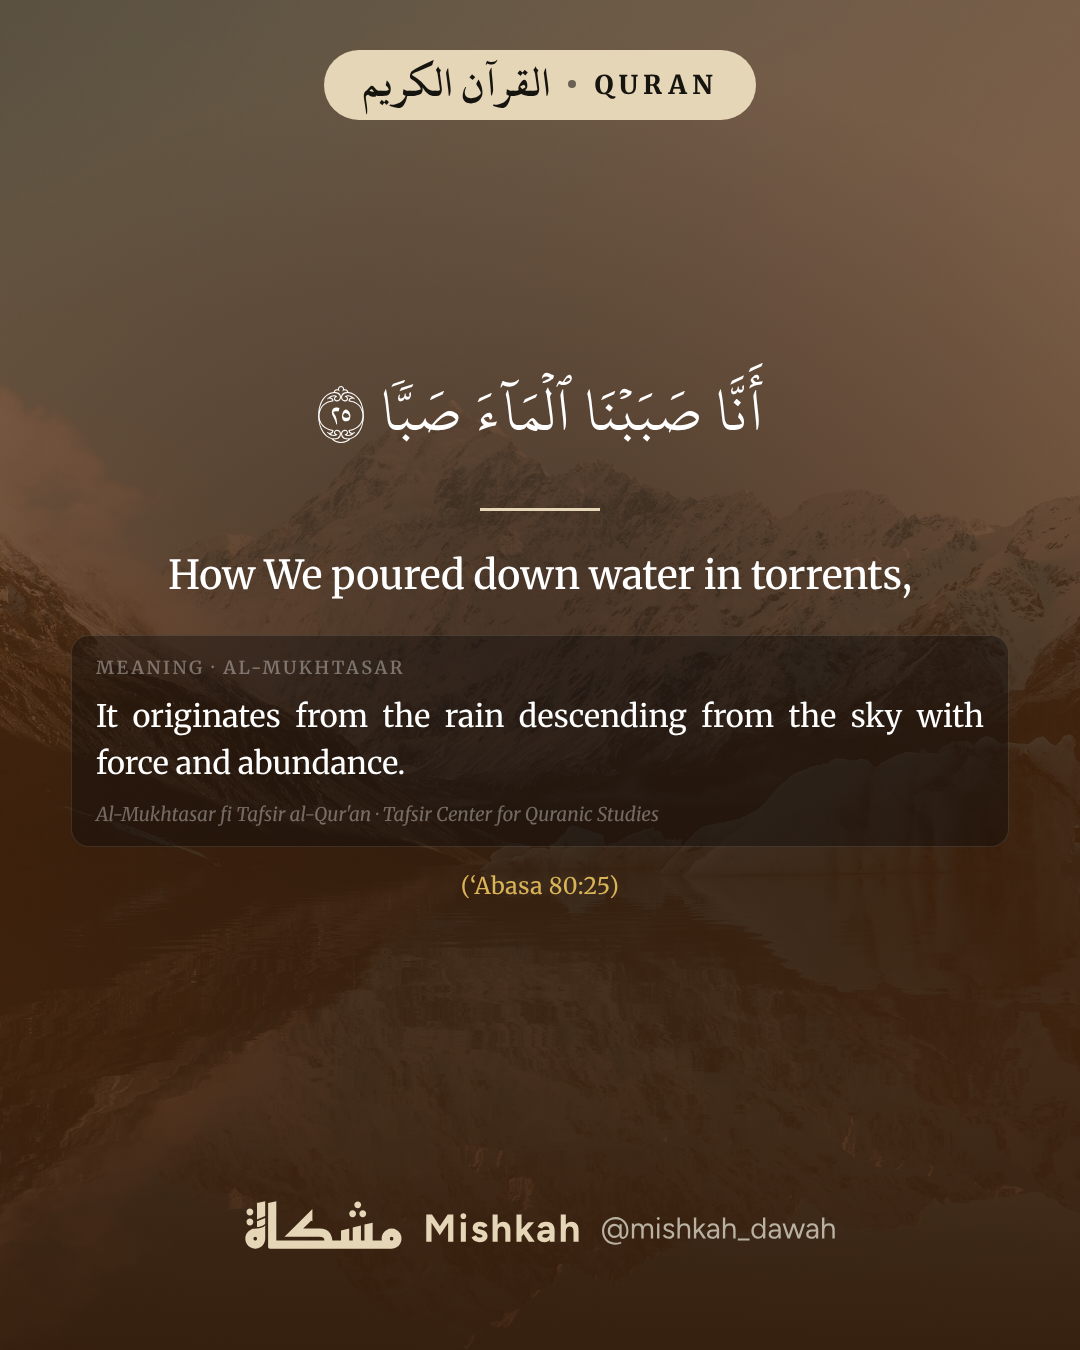 القرآن الكريم • QURAN
أَنَّا صَبَبْنَا ٱلْمَآءَ صَبًّا ٢٥
How We poured down water in torrents,
MEANING · AL-MUKHTASAR
It originates from the rain descending from the sky with
force and abundance.
Al-Mukhtasar fi Tafsir al-Qur'an · Tafsir Center for Quranic Studies
(‘Abasa 80:25)
مشكاة Mishkah @mishkah_dawah